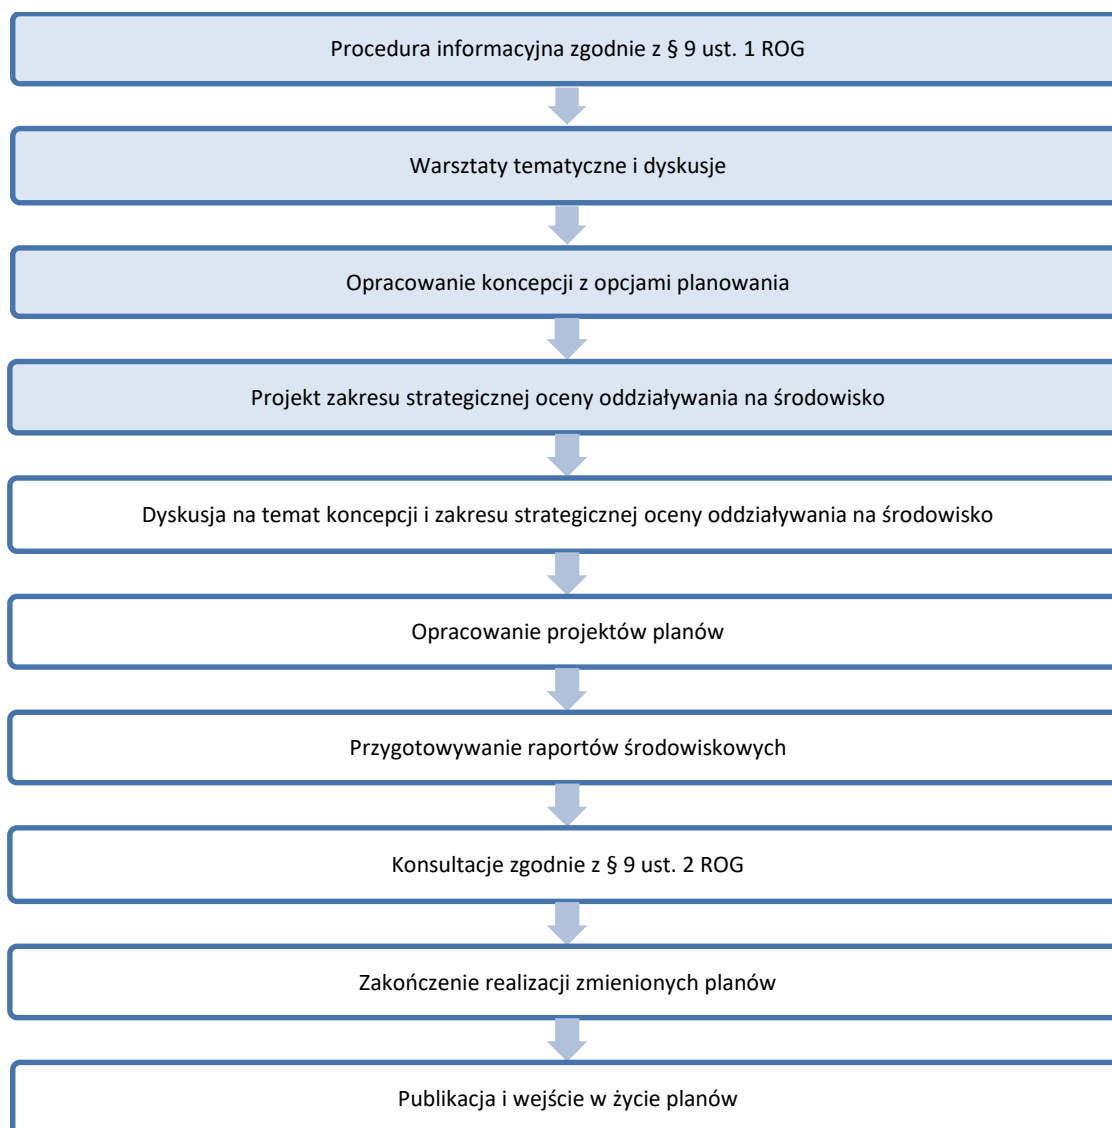 Procedura informacyjna zgodnie z § 9 ust. 1 ROG
Warsztaty tematyczne i dyskusje
Opracowanie koncepcji z opcjami planowania
Projekt zakresu strategicznej oceny oddziaływania na środowisko
Dyskusja na temat koncepcji i zakresu strategicznej oceny oddziaływania na środowisko
Opracowanie projektów planów
Przygotowywanie raportów środowiskowych
Konsultacje zgodnie z § 9 ust. 2 ROG
Zakończenie realizacji zmienionych planów
Publikacja i wejście w życie planów